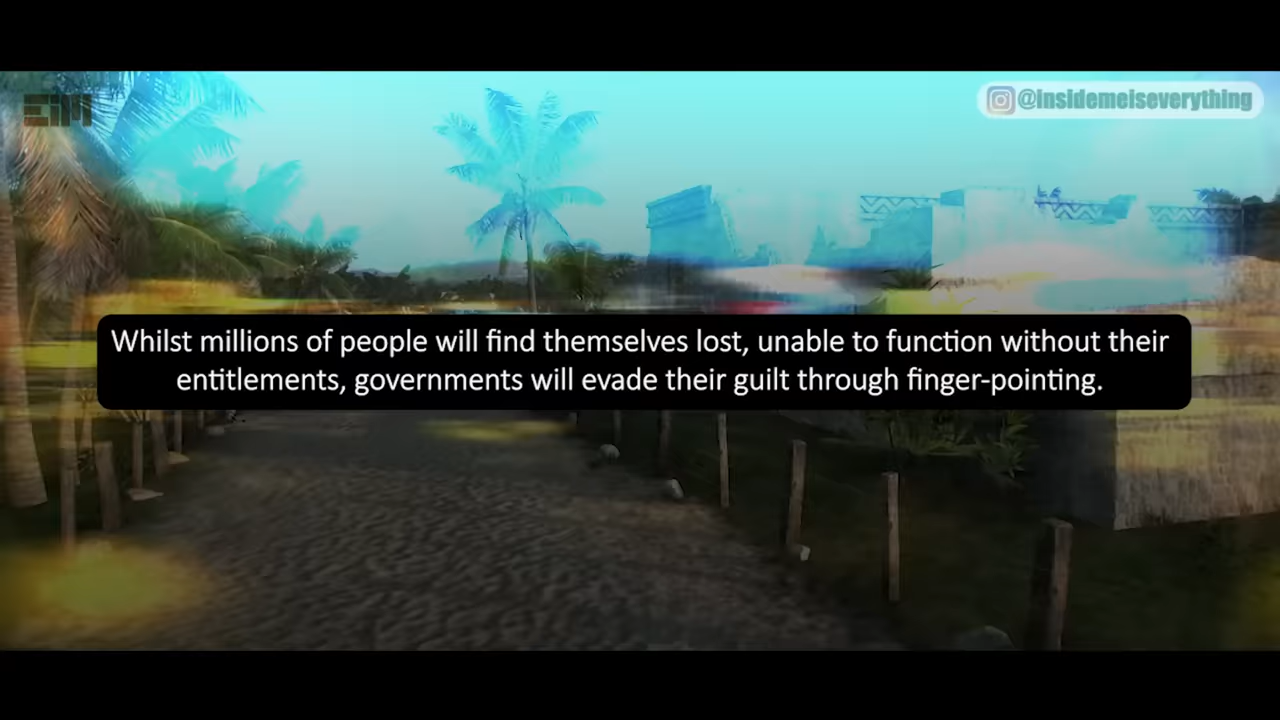 EIM
@insidemeiseverything
Whilst millions of people will find themselves lost, unable to function without their
entitlements, governments will evade their guilt through finger-pointing.